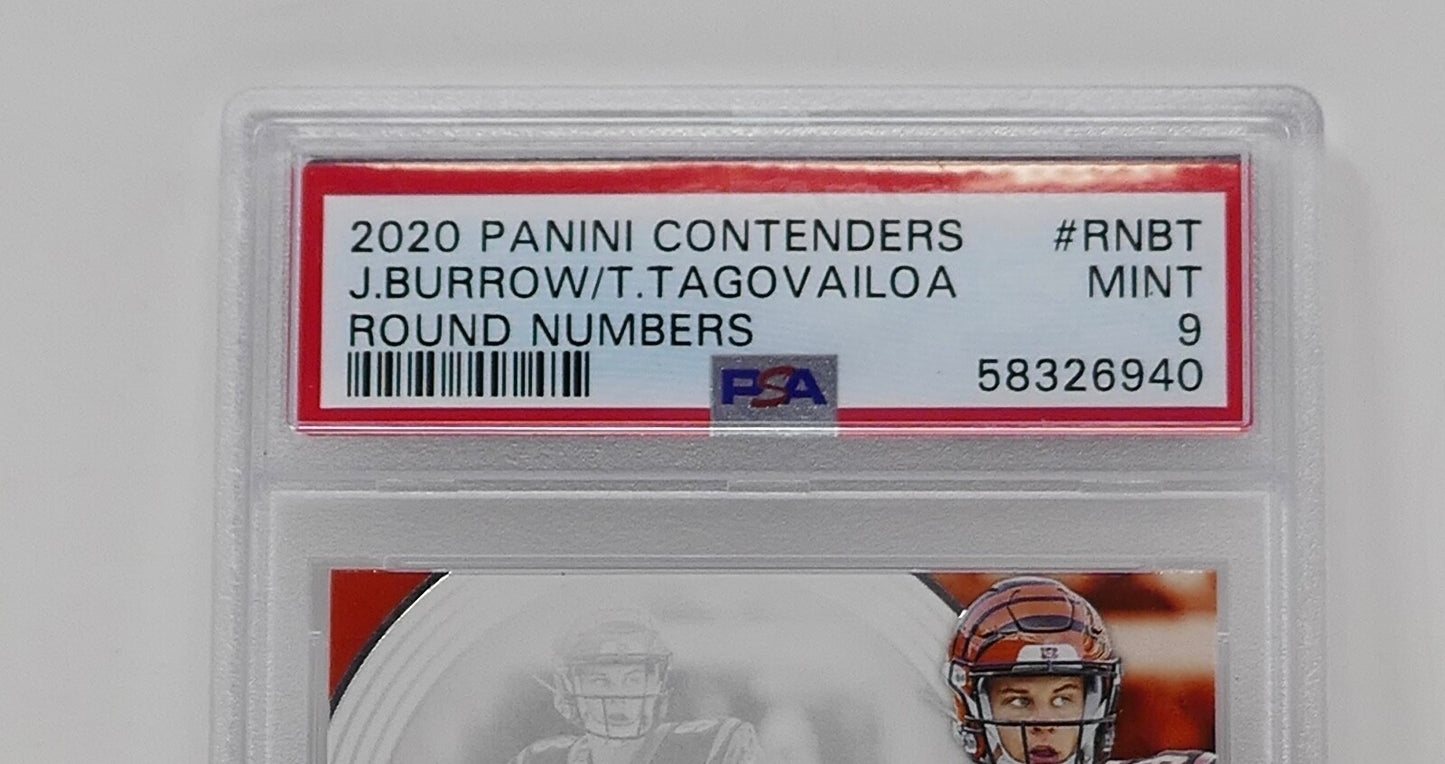 2020 PANINI CONTENDERS #RNBT
J.BURROW/T.TAGOVAILOA MINT
ROUND NUMBERS 9
PSA 58326940